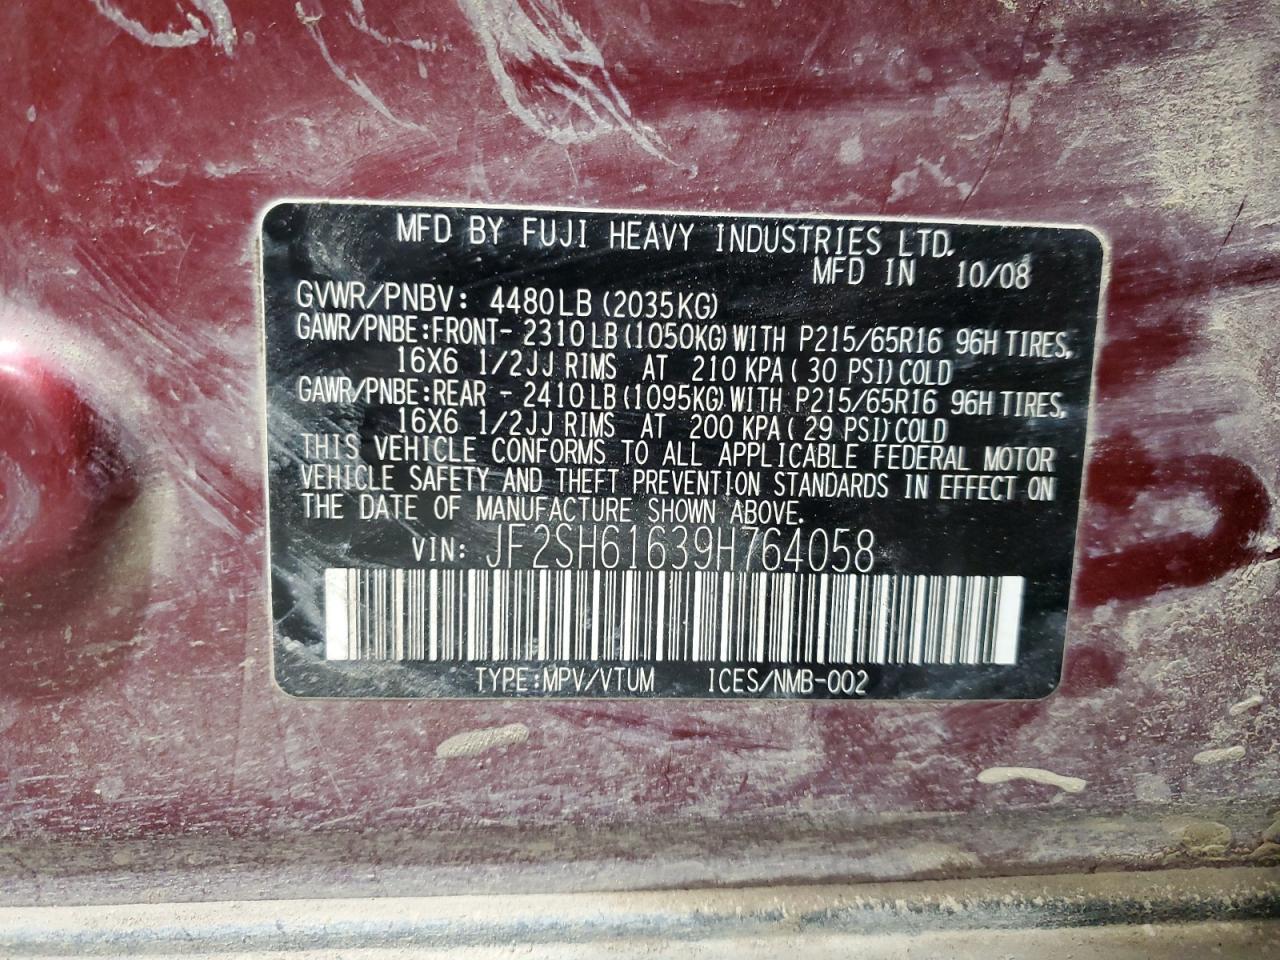 MFD BY FUJI HEAVY INDUSTRIES LTD.
MFD IN 10/08
GVWR/PNBV: 4480LB (2035KG)
GAWR/PNBE:FRONT- 2310LB(1050KG)WITH P215/65R16 96H TIRES,
16X6 1/2JJ RIMS AT 210 KPA( 30 PSI)COLD
GAWR/PNBE:REAR - 2410LB(1095KG)WITH P215/65R16 96H TIRES,
16X6 1/2JJ RIMS AT 200 KPA( 29 PSI)COLD
THIS VEHICLE CONFORMS TO ALL APPLICABLE FEDERAL MOTOR
VEHICLE SAFETY AND THEFT PREVENTION STANDARDS IN EFFECT ON
THE DATE OF MANUFACTURE SHOWN ABOVE.
VIN: JF2SH61639H764058
TYPE:MPV/VTUM ICES/NMB-002